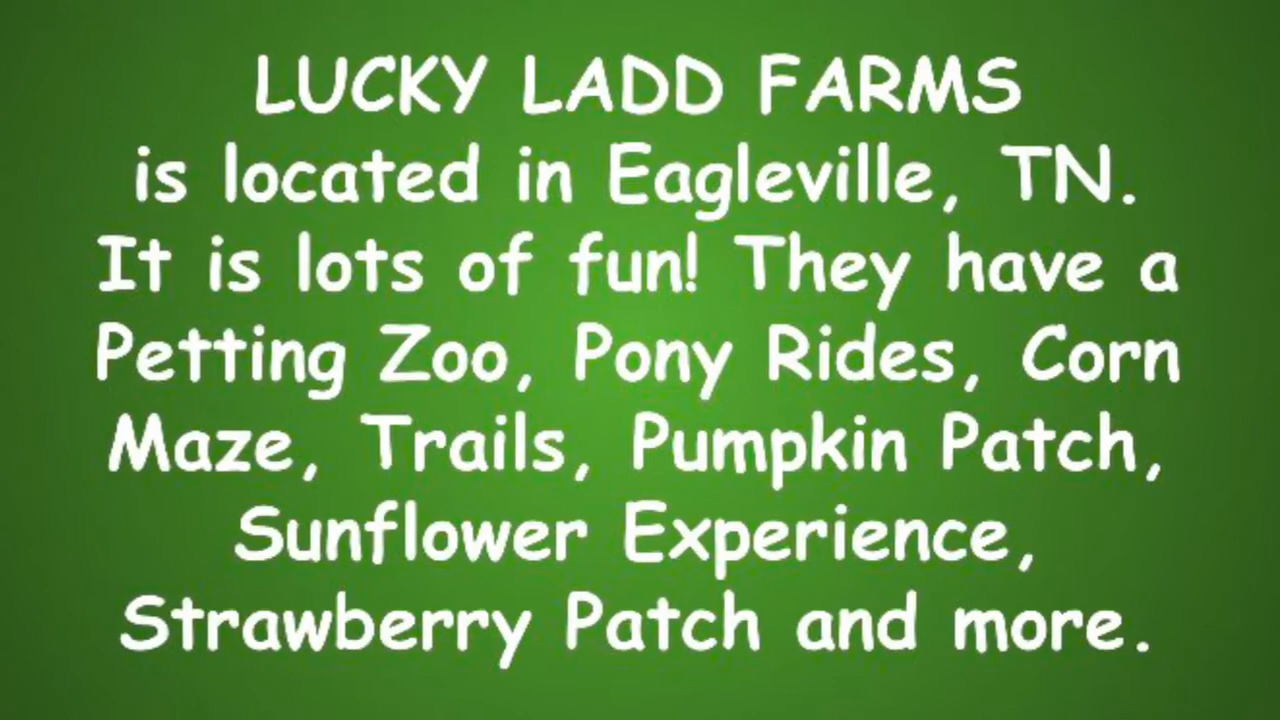 LUCKY LADD FARMS
is located in Eagleville, TN.
It is lots of fun! They have a
Petting Zoo, Pony Rides, Corn
Maze, Trails, Pumpkin Patch,
Sunflower Experience,
Strawberry Patch and more.